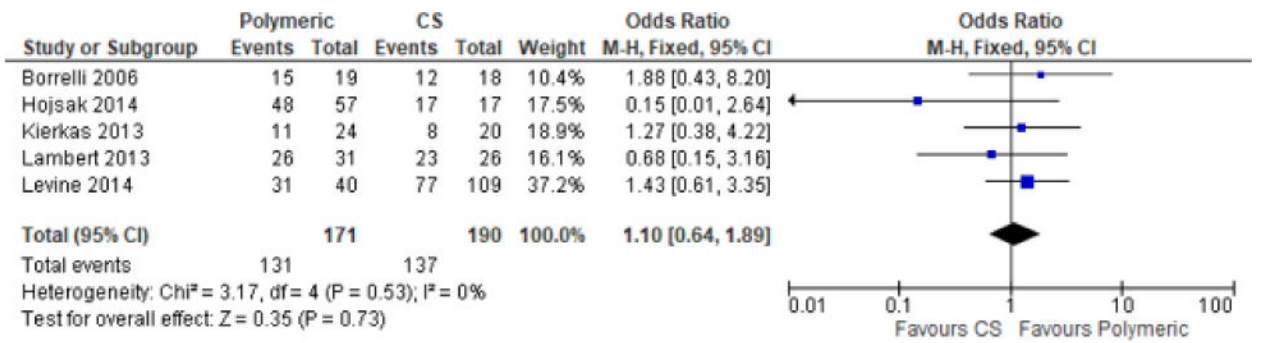 Polymeric CS Odds Ratio Odds Ratio
Study or Subgroup Events Total Events Total Weight M-H, Fixed, 95% CI M-H, Fixed, 95% CI
Borrelli 2006 15 19 12 18 10.4% 1.88 [0.43, 8.20]
Hojsak 2014 48 57 17 17 17.5% 0.15 [0.01, 2.64]
Kierkas 2013 11 24 8 20 18.9% 1.27 [0.38, 4.22]
Lambert 2013 26 31 23 26 16.1% 0.68 [0.15, 3.16]
Levine 2014 31 40 77 109 37.2% 1.43 [0.61, 3.35]
Total (95% CI) 171 190 100.0% 1.10 [0.64, 1.89]
Total events 131 137
Heterogeneity: Chi² = 3.17, df = 4 (P = 0.53); I² = 0%
Test for overall effect: Z = 0.35 (P = 0.73)
0.01 0.1 1 10 100
Favours CS Favours Polymeric